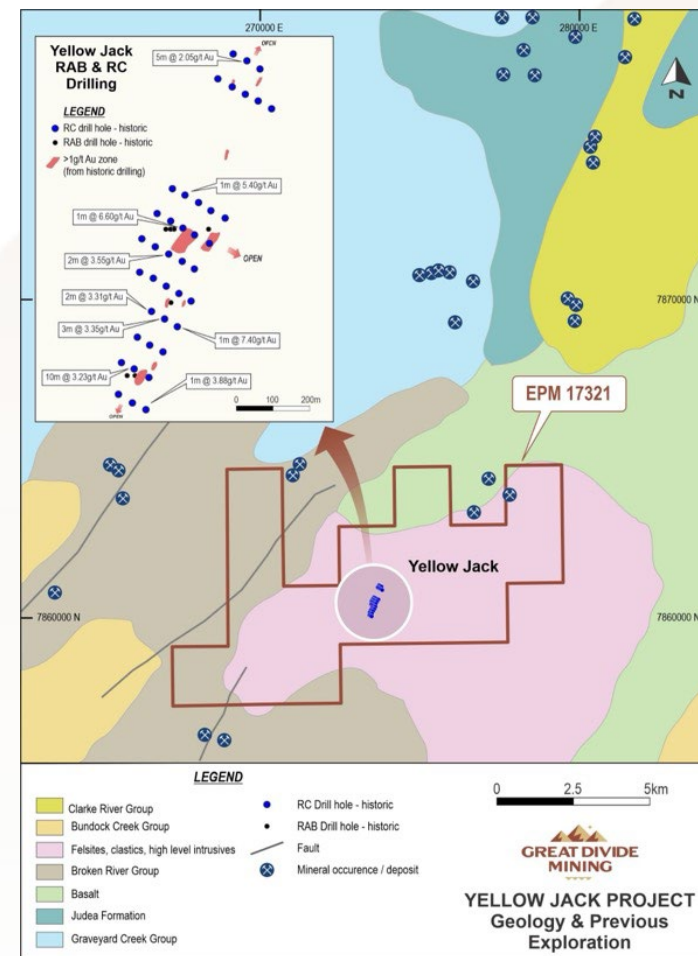 270000 E
280000 E
Yellow Jack
RAB & RC
Drilling
LEGEND
RC drill hole - historic
RAB drill hole - historic
>1g/t Au zone
(from historic drilling)
OPEN
5m @ 2.05g/t Au
1m @ 5.40g/t Au
1m @ 6.60g/t Au
2m @ 3.55g/t Au
OPEN
2m @ 3.31g/t Au
3m @ 3.35g/t Au
1m @ 7.40g/t Au
10m @ 3.23g/t Au
1m @ 3.88g/t Au
OPEN
0 100 200m
N
7870000 N
EPM 17321
Yellow Jack
7860000 N
7860000 N
LEGEND
Clarke River Group
Bundock Creek Group
Felsites, clastics, high level intrusives
Broken River Group
Basalt
Judea Formation
Graveyard Creek Group
RC Drill hole - historic
RAB Drill hole - historic
Fault
Mineral occurence / deposit
0 2.5 5km
GREAT DIVIDE
MINING
YELLOW JACK PROJECT
Geology & Previous
Exploration